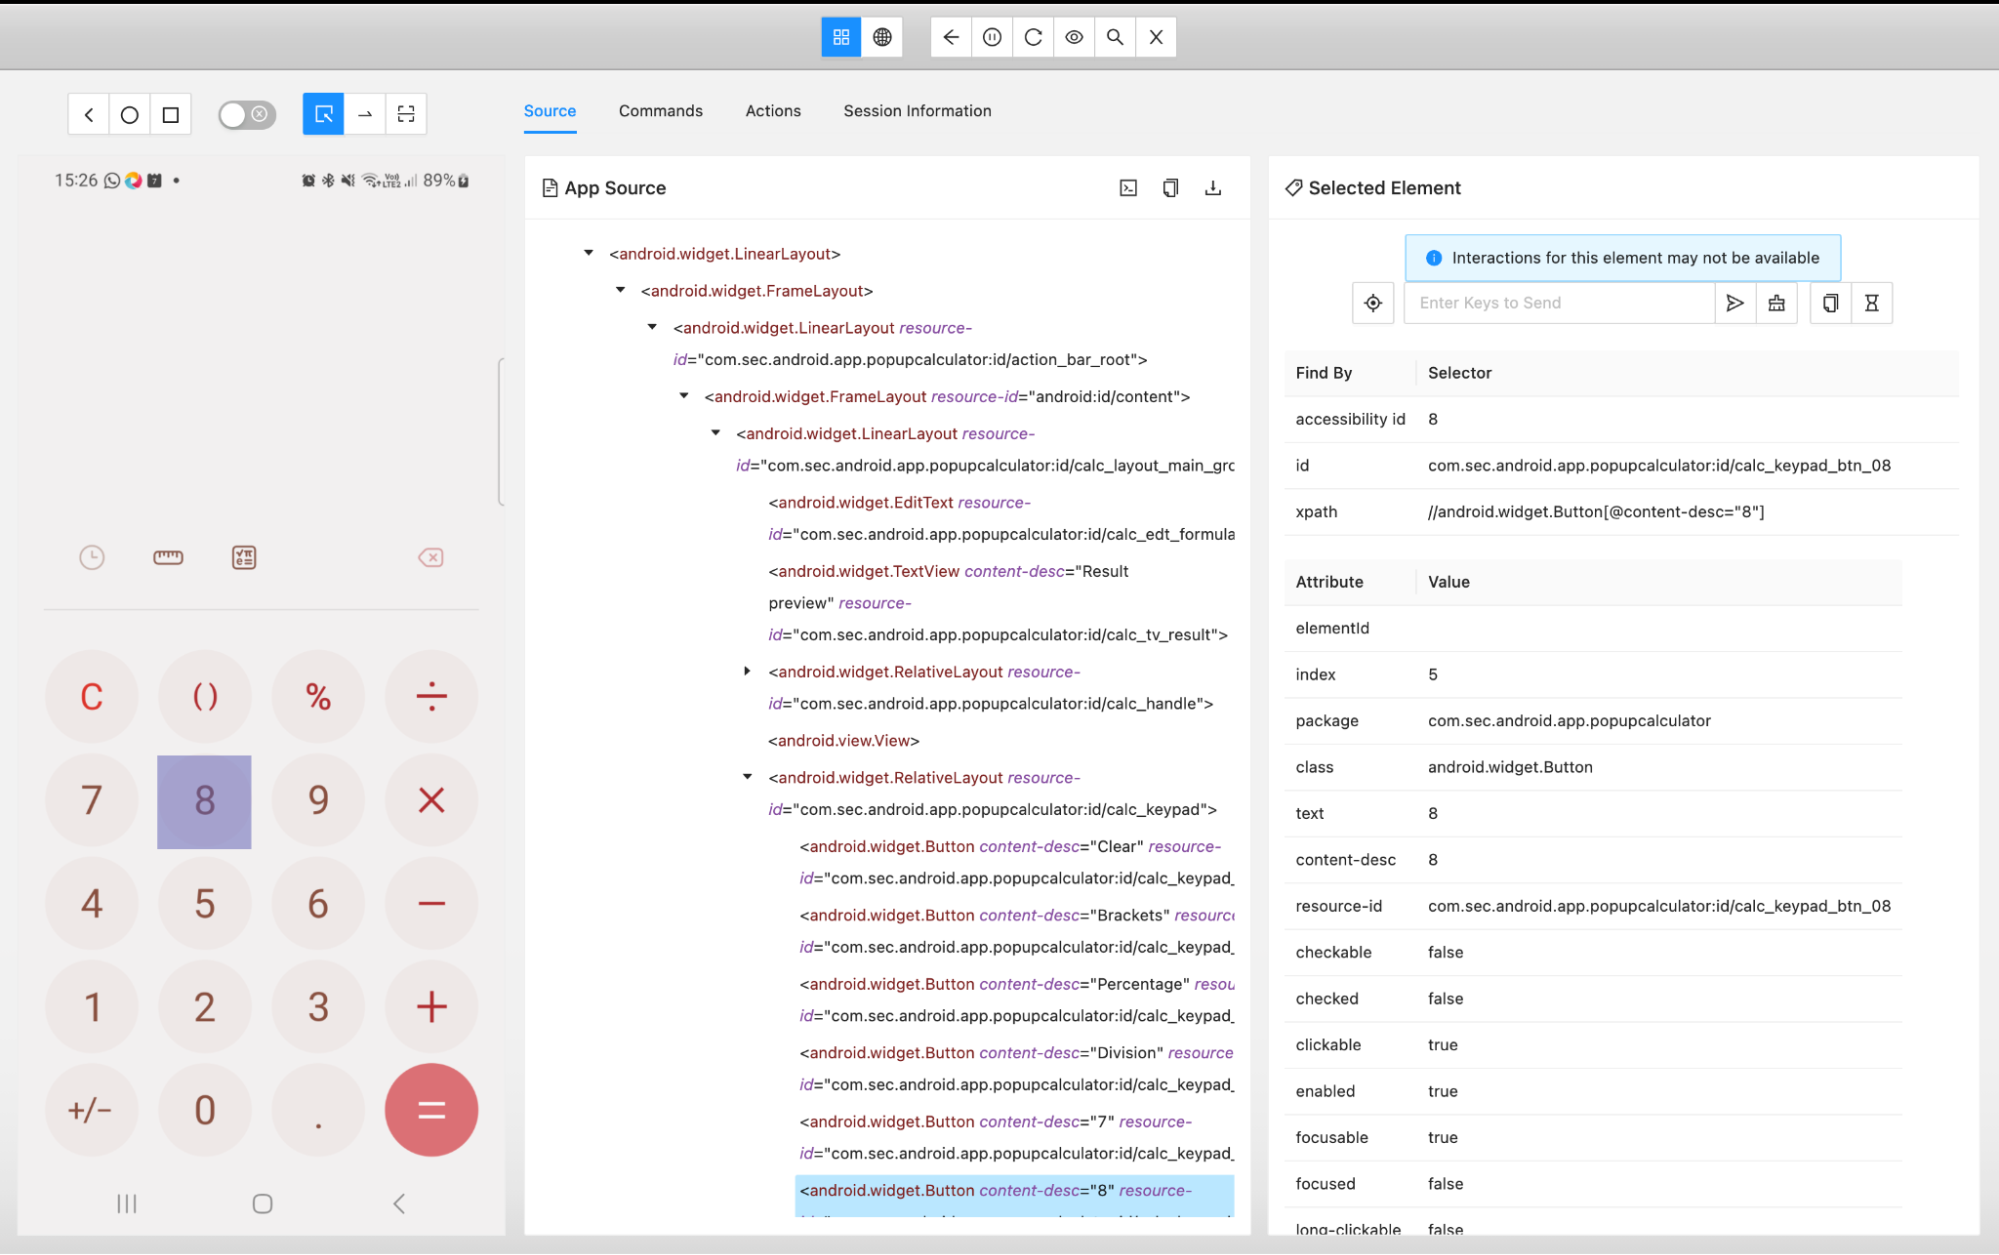 Source Commands Actions Session Information
15:26 89%
App Source
Selected Element
<android.widget.LinearLayout>
<android.widget.FrameLayout>
<android.widget.LinearLayout resource-
id="com.sec.android.app.popupcalculator:id/action_bar_root">
<android.widget.FrameLayout resource-id="android:id/content">
<android.widget.LinearLayout resource-
id="com.sec.android.app.popupcalculator:id/calc_layout_main_grc
<android.widget.EditText resource-
id="com.sec.android.app.popupcalculator:id/calc_edt_formula
<android.widget.TextView content-desc="Result
preview" resource-
id="com.sec.android.app.popupcalculator:id/calc_tv_result">
<android.widget.RelativeLayout resource-
id="com.sec.android.app.popupcalculator:id/calc_handle">
<android.view.View>
<android.widget.RelativeLayout resource-
id="com.sec.android.app.popupcalculator:id/calc_keypad">
<android.widget.Button content-desc="Clear" resource-
id="com.sec.android.app.popupcalculator:id/calc_keypad_
<android.widget.Button content-desc="Brackets" resource
id="com.sec.android.app.popupcalculator:id/calc_keypad_
<android.widget.Button content-desc="Percentage" resou
id="com.sec.android.app.popupcalculator:id/calc_keypad_
<android.widget.Button content-desc="Division" resource
id="com.sec.android.app.popupcalculator:id/calc_keypad_
<android.widget.Button content-desc="7" resource-
id="com.sec.android.app.popupcalculator:id/calc_keypad_
<android.widget.Button content-desc="8" resource-
C () % ÷
7 8 9 ×
4 5 6 −
1 2 3 +
+/− 0 . =
Interactions for this element may not be available
Enter Keys to Send
Find By Selector
accessibility id 8
id com.sec.android.app.popupcalculator:id/calc_keypad_btn_08
xpath //android.widget.Button[@content-desc="8"]
Attribute Value
elementId
index 5
package com.sec.android.app.popupcalculator
class android.widget.Button
text 8
content-desc 8
resource-id com.sec.android.app.popupcalculator:id/calc_keypad_btn_08
checkable false
checked false
clickable true
enabled true
focusable true
focused false
long-clickable false